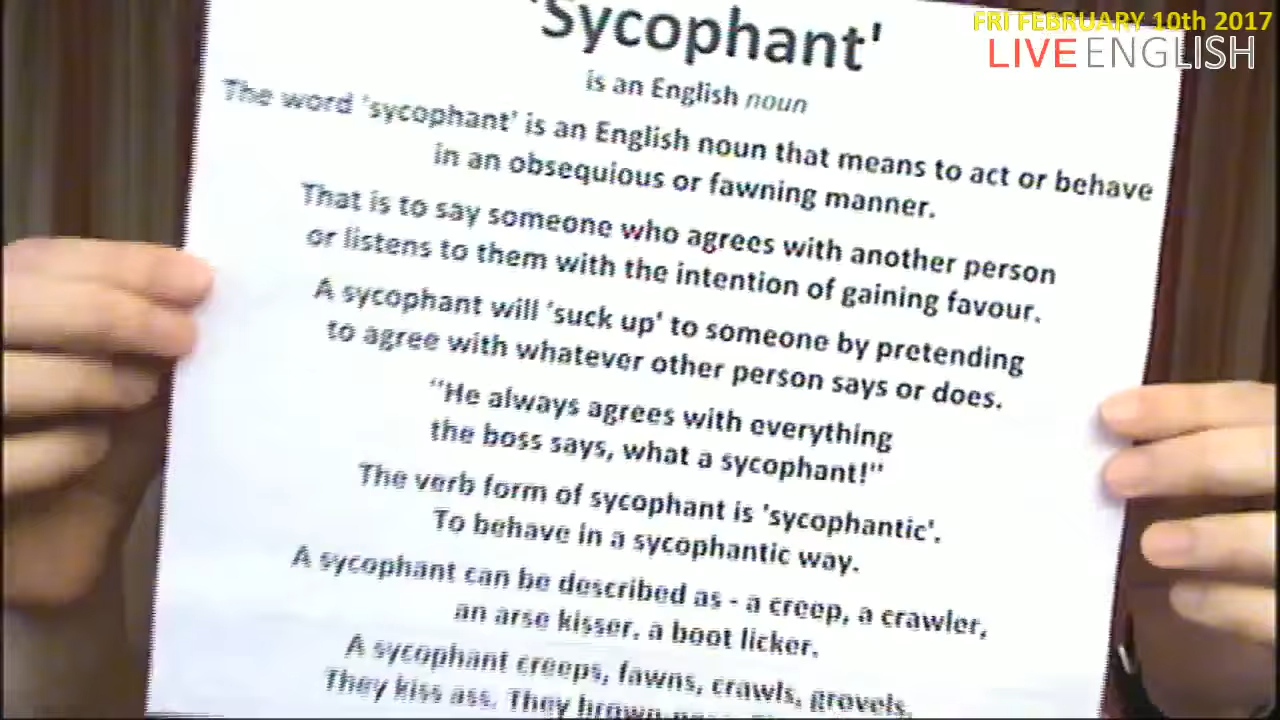 FRI FEBRUARY 10th 2017
LIVE ENGLISH
'Sycophant'
is an English noun
The word 'sycophant' is an English noun that means to act or behave
in an obsequious or fawning manner.
That is to say someone who agrees with another person
or listens to them with the intention of gaining favour.
A sycophant will 'suck up' to someone by pretending
to agree with whatever other person says or does.
"He always agrees with everything
the boss says, what a sycophant!"
The verb form of sycophant is 'sycophantic'.
To behave in a sycophantic way.
A sycophant can be described as - a creep, a crawler,
an arse kisser, a boot licker.
A sycophant creeps, fawns, crawls, grovels,
They kiss ass. They